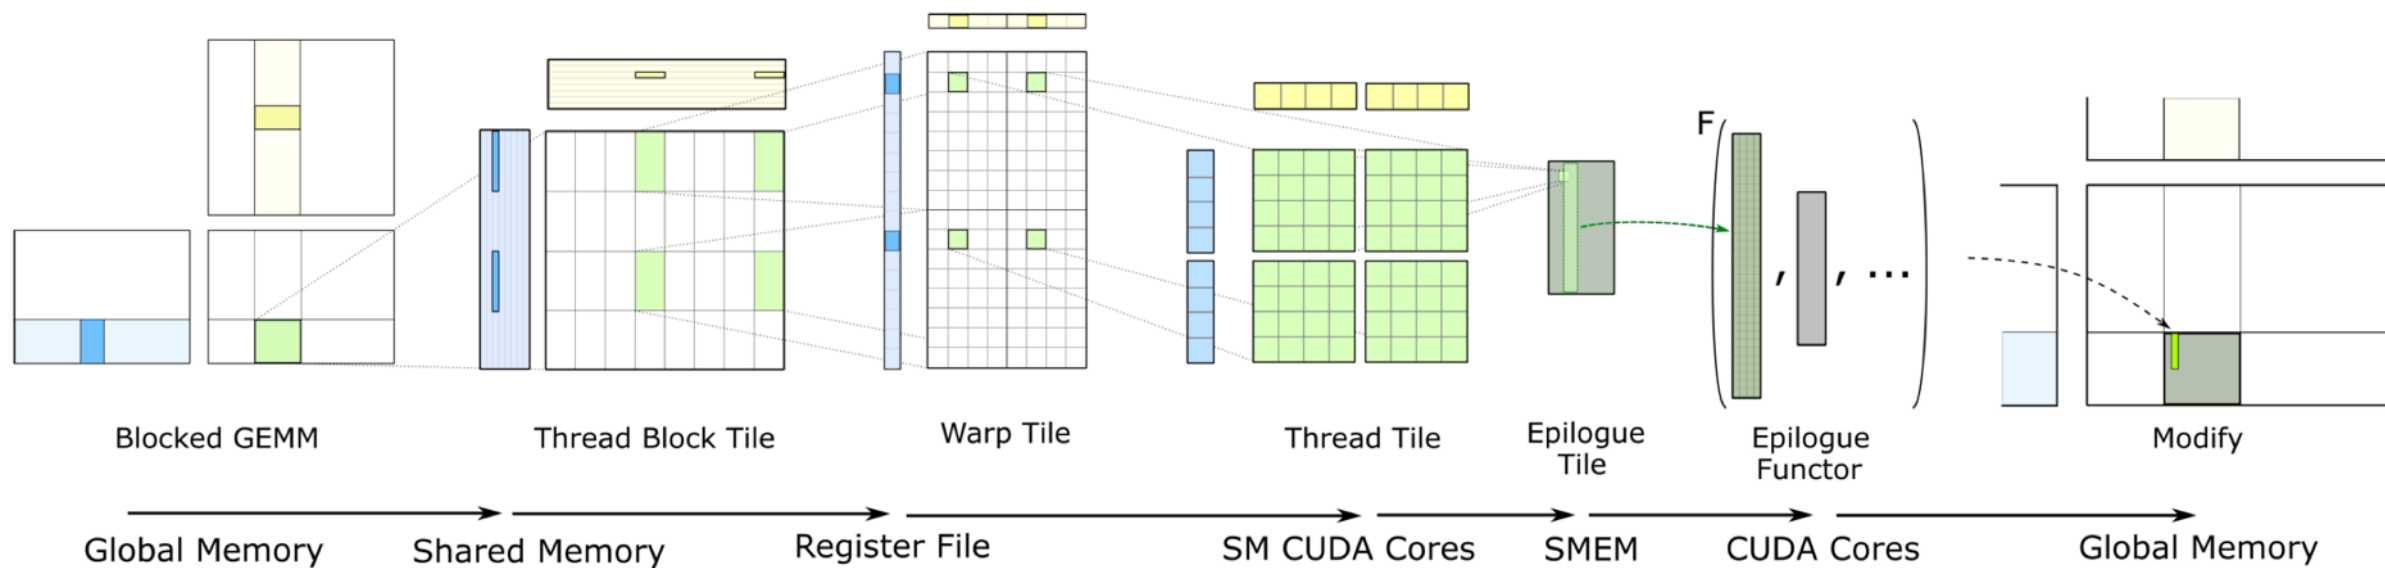 F
, , ...
Blocked GEMM
Thread Block Tile
Warp Tile
Thread Tile
Epilogue
Tile
Epilogue
Functor
Modify
Global Memory
Shared Memory
Register File
SM CUDA Cores
SMEM
CUDA Cores
Global Memory